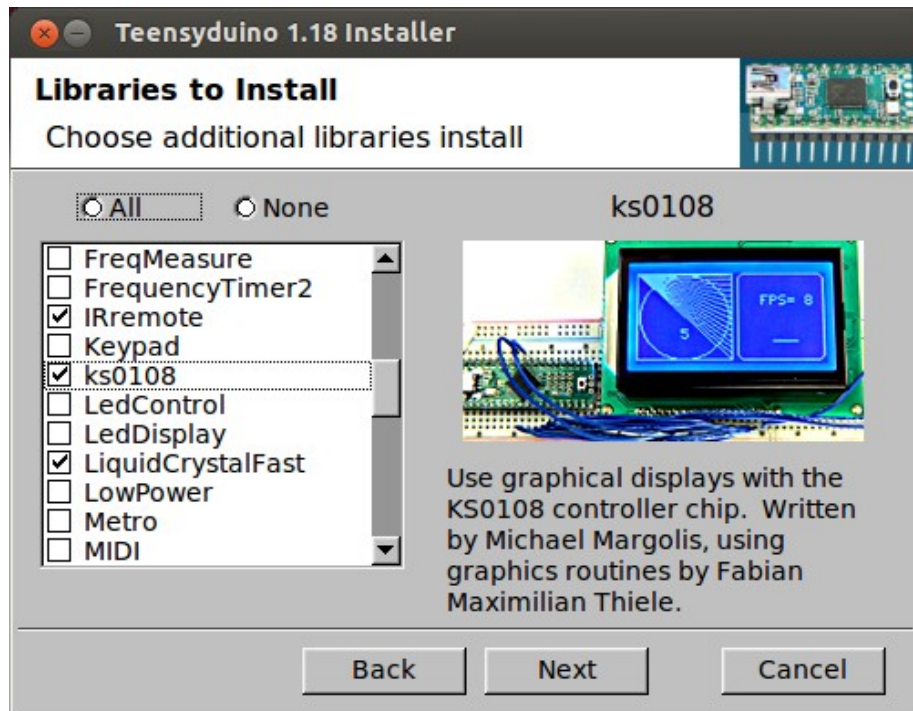 Teensyduino 1.18 Installer
Libraries to Install
Choose additional libraries install
All
None
FreqMeasure
FrequencyTimer2
IRremote
Keypad
ks0108
LedControl
LedDisplay
LiquidCrystalFast
LowPower
Metro
MIDI
ks0108
FPS= 8
5
Use graphical displays with the
KS0108 controller chip.  Written
by Michael Margolis, using
graphics routines by Fabian
Maximilian Thiele.
Back
Next
Cancel